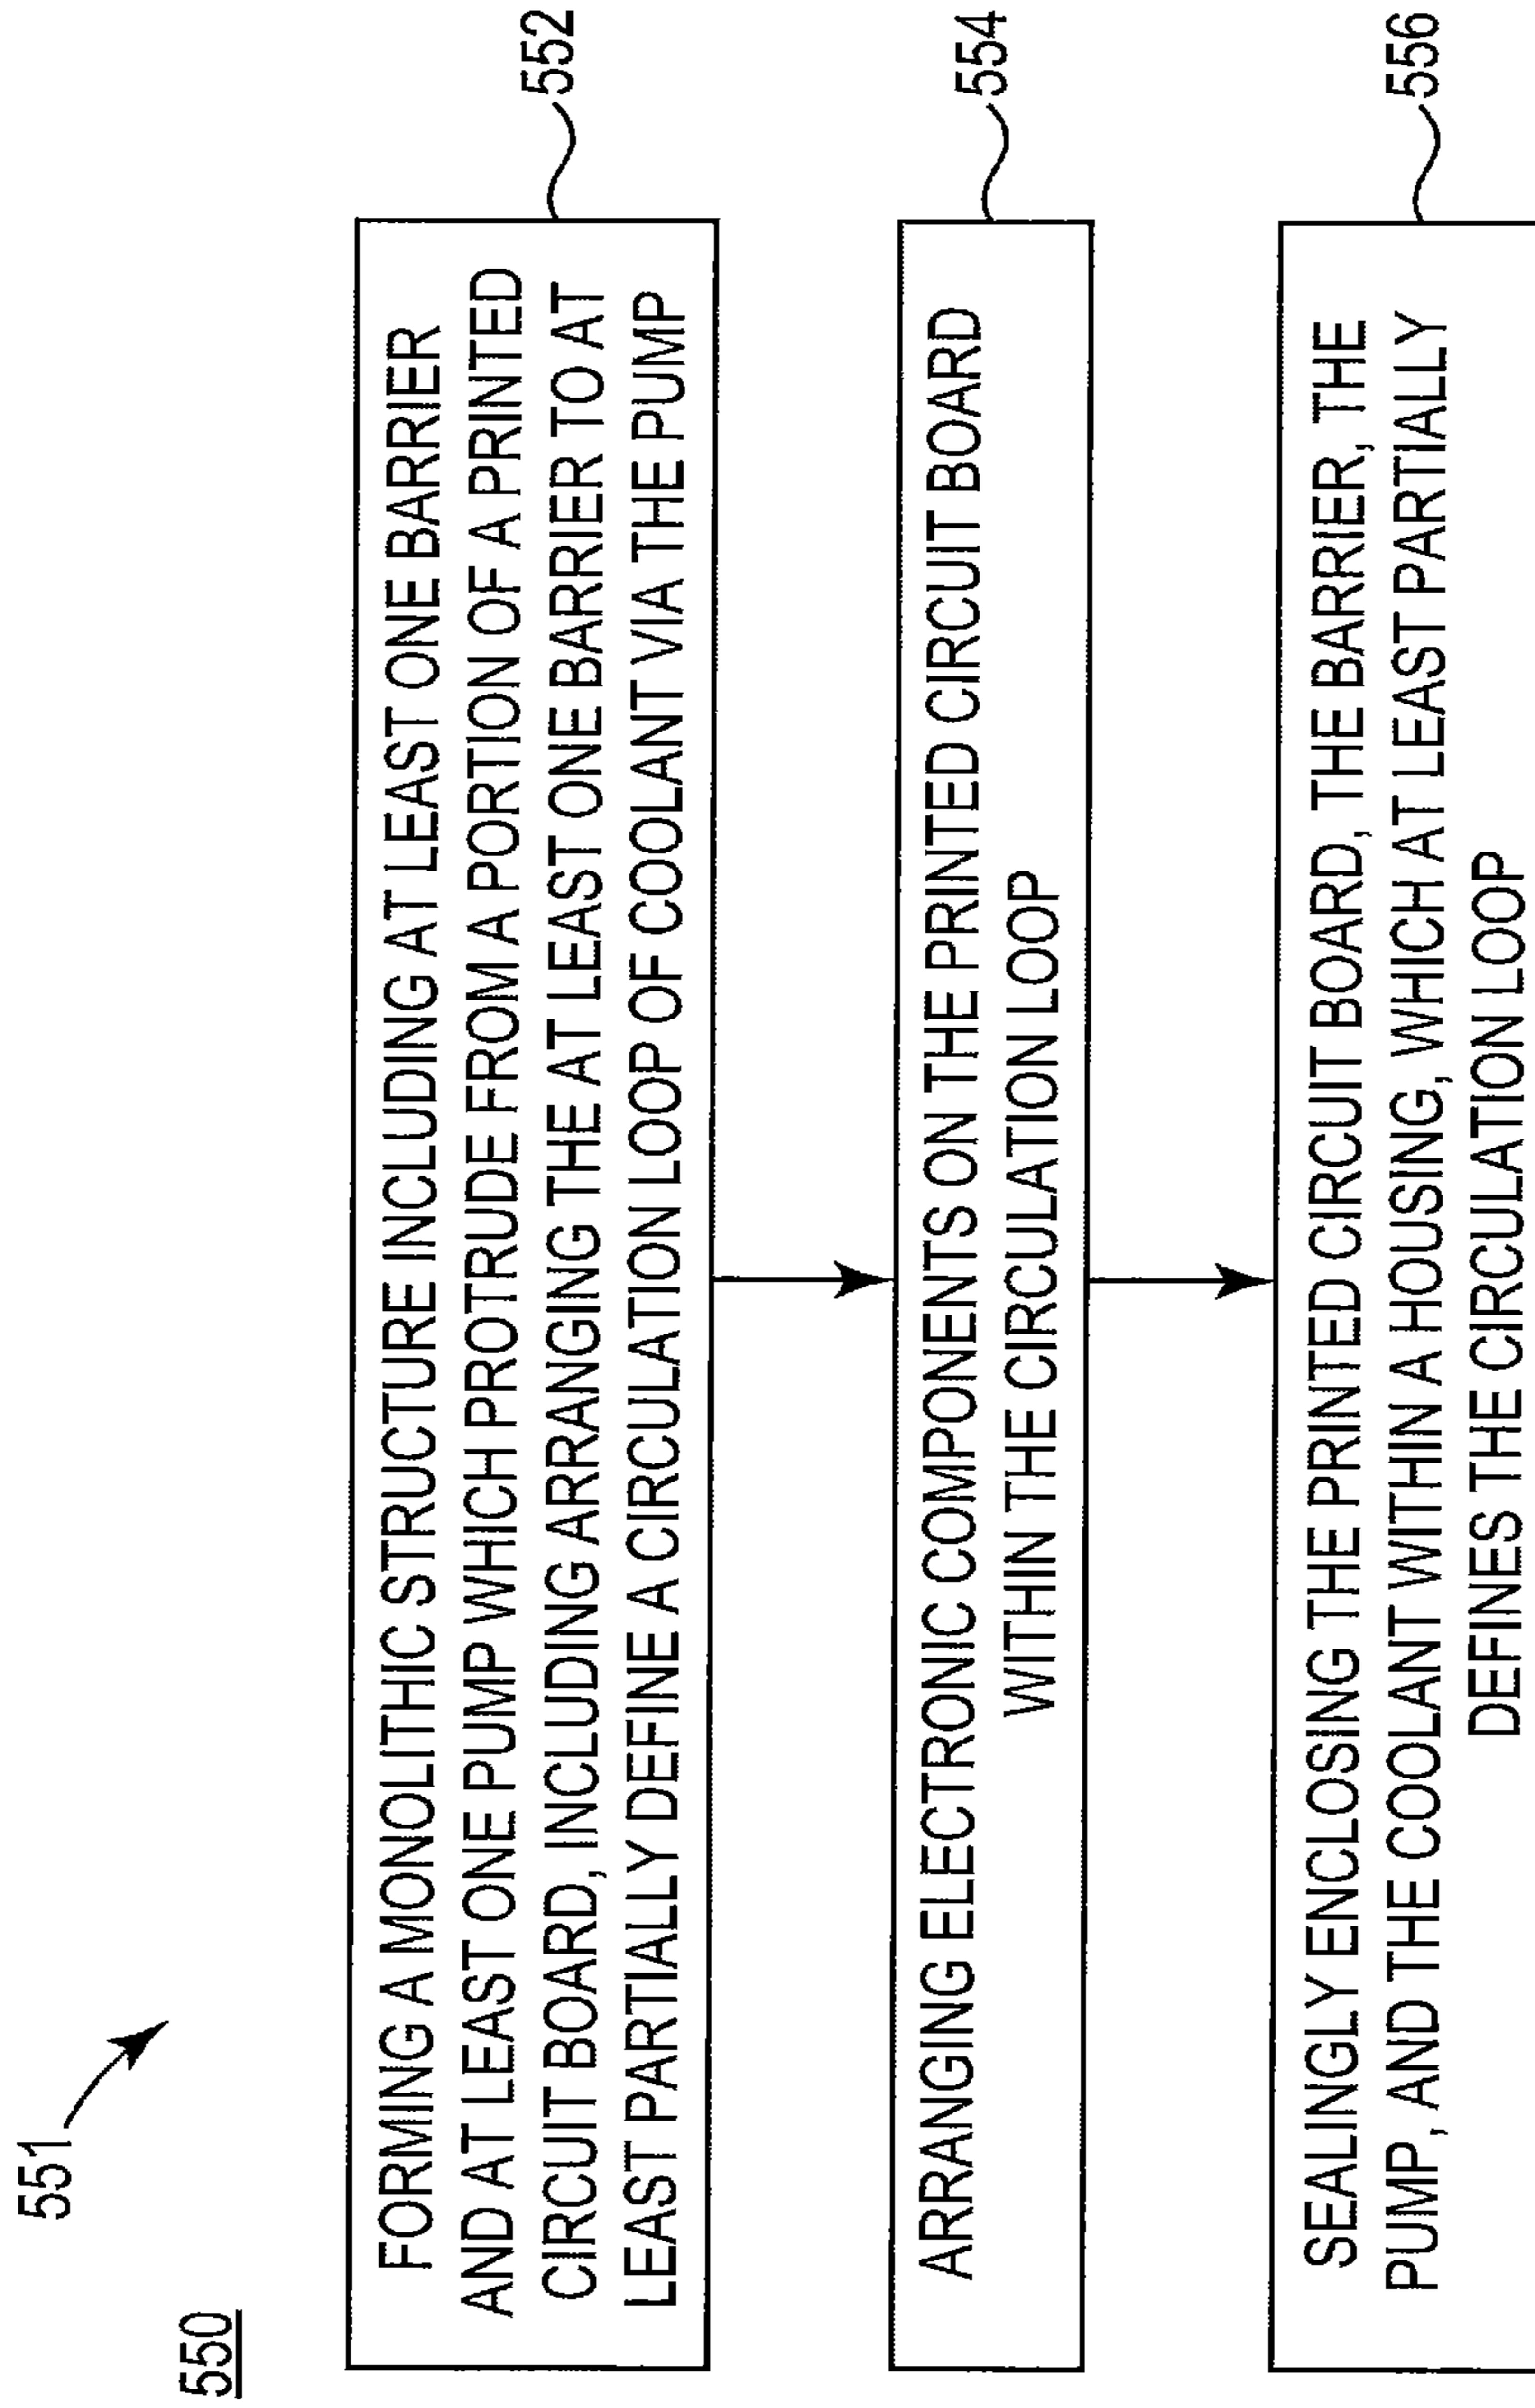 551
550
FORMING A MONOLITHIC STRUCTURE INCLUDING AT LEAST ONE BARRIER
AND AT LEAST ONE PUMP WHICH PROTRUDE FROM A PORTION OF A PRINTED
CIRCUIT BOARD, INCLUDING ARRANGING THE AT LEAST ONE BARRIER TO AT
LEAST PARTIALLY DEFINE A CIRCULATION LOOP OF COOLANT VIA THE PUMP
552
ARRANGING ELECTRONIC COMPONENTS ON THE PRINTED CIRCUIT BOARD
WITHIN THE CIRCULATION LOOP
554
SEALINGLY ENCLOSING THE PRINTED CIRCUIT BOARD, THE BARRIER, THE
PUMP, AND THE COOLANT WITHIN A HOUSING, WHICH AT LEAST PARTIALLY
DEFINES THE CIRCULATION LOOP
556